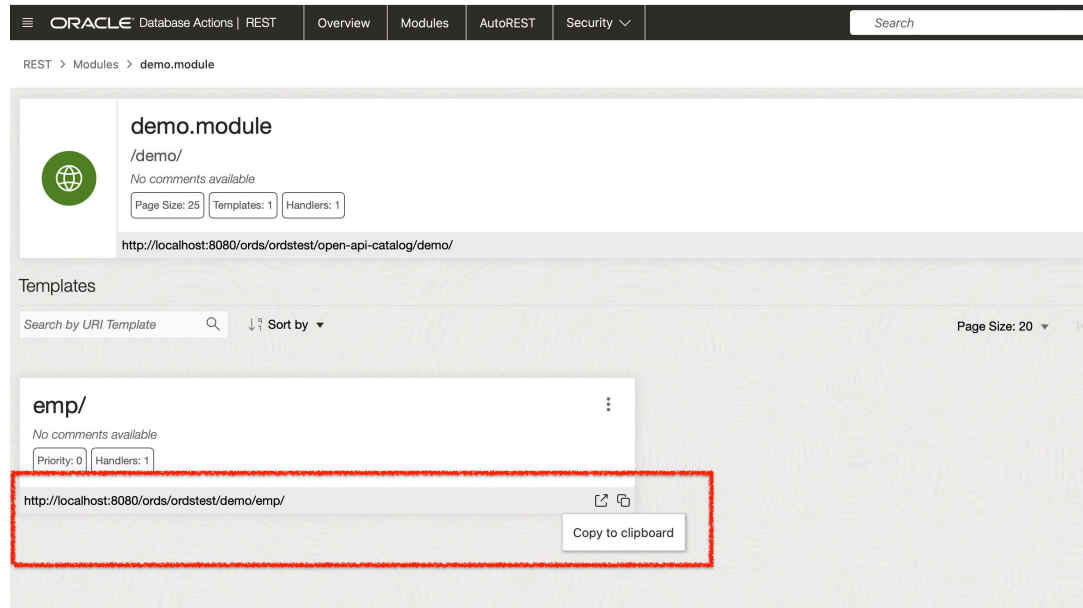 ORACLE Database Actions | REST Overview Modules AutoREST Security Search
REST > Modules > demo.module
demo.module
/demo/
No comments available
Page Size: 25 Templates: 1 Handlers: 1
http://localhost:8080/ords/ordstest/open-api-catalog/demo/
Templates
Search by URI Template Sort by Page Size: 20
emp/
No comments available
Priority: 0 Handlers: 1
http://localhost:8080/ords/ordstest/demo/emp/
Copy to clipboard